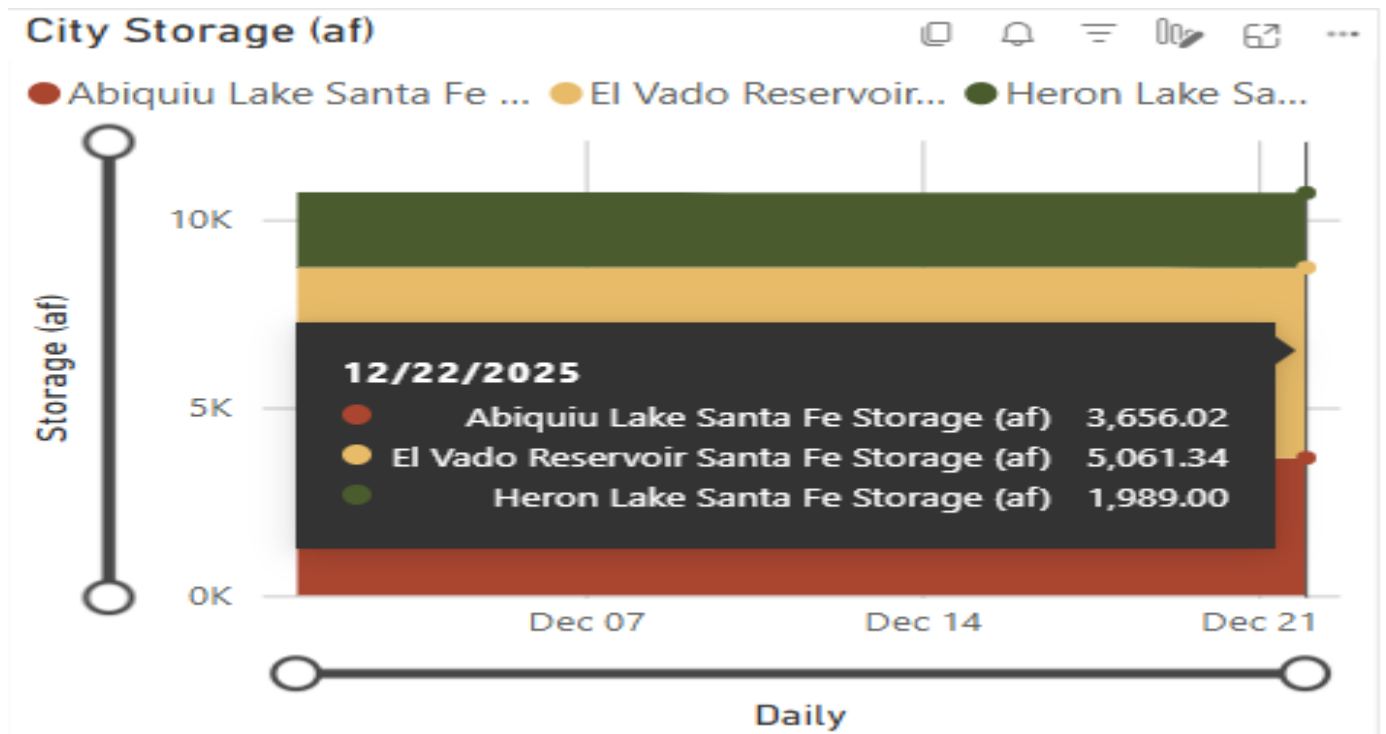 City Storage (af)
Abiquiu Lake Santa Fe ... El Vado Reservoir... Heron Lake Sa...
Storage (af)
10K
5K
0K
12/22/2025
Abiquiu Lake Santa Fe Storage (af) 3,656.02
El Vado Reservoir Santa Fe Storage (af) 5,061.34
Heron Lake Santa Fe Storage (af) 1,989.00
Dec 07 Dec 14 Dec 21
Daily